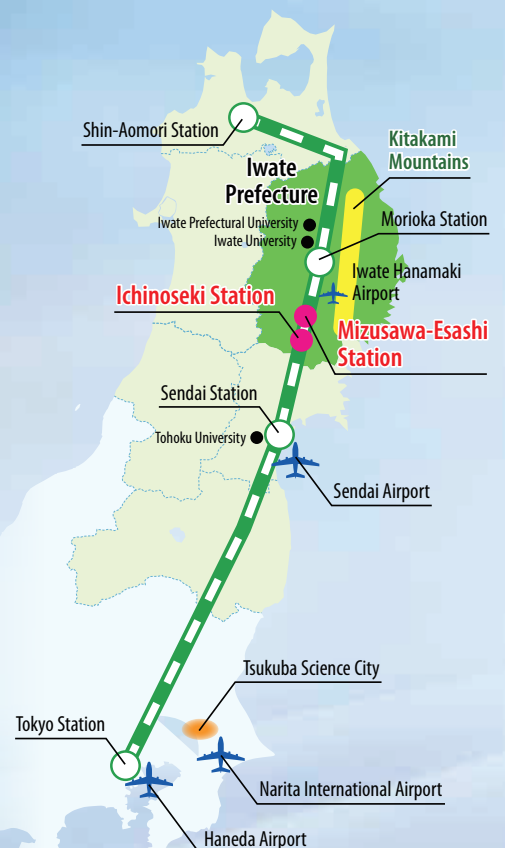 Shin-Aomori Station
Kitakami
Mountains
Iwate
Prefecture
Iwate Prefectural University
Iwate University
Morioka Station
Iwate Hanamaki
Airport
Ichinoseki Station
Mizusawa-Esashi
Station
Sendai Station
Tohoku University
Sendai Airport
Tsukuba Science City
Tokyo Station
Narita International Airport
Haneda Airport